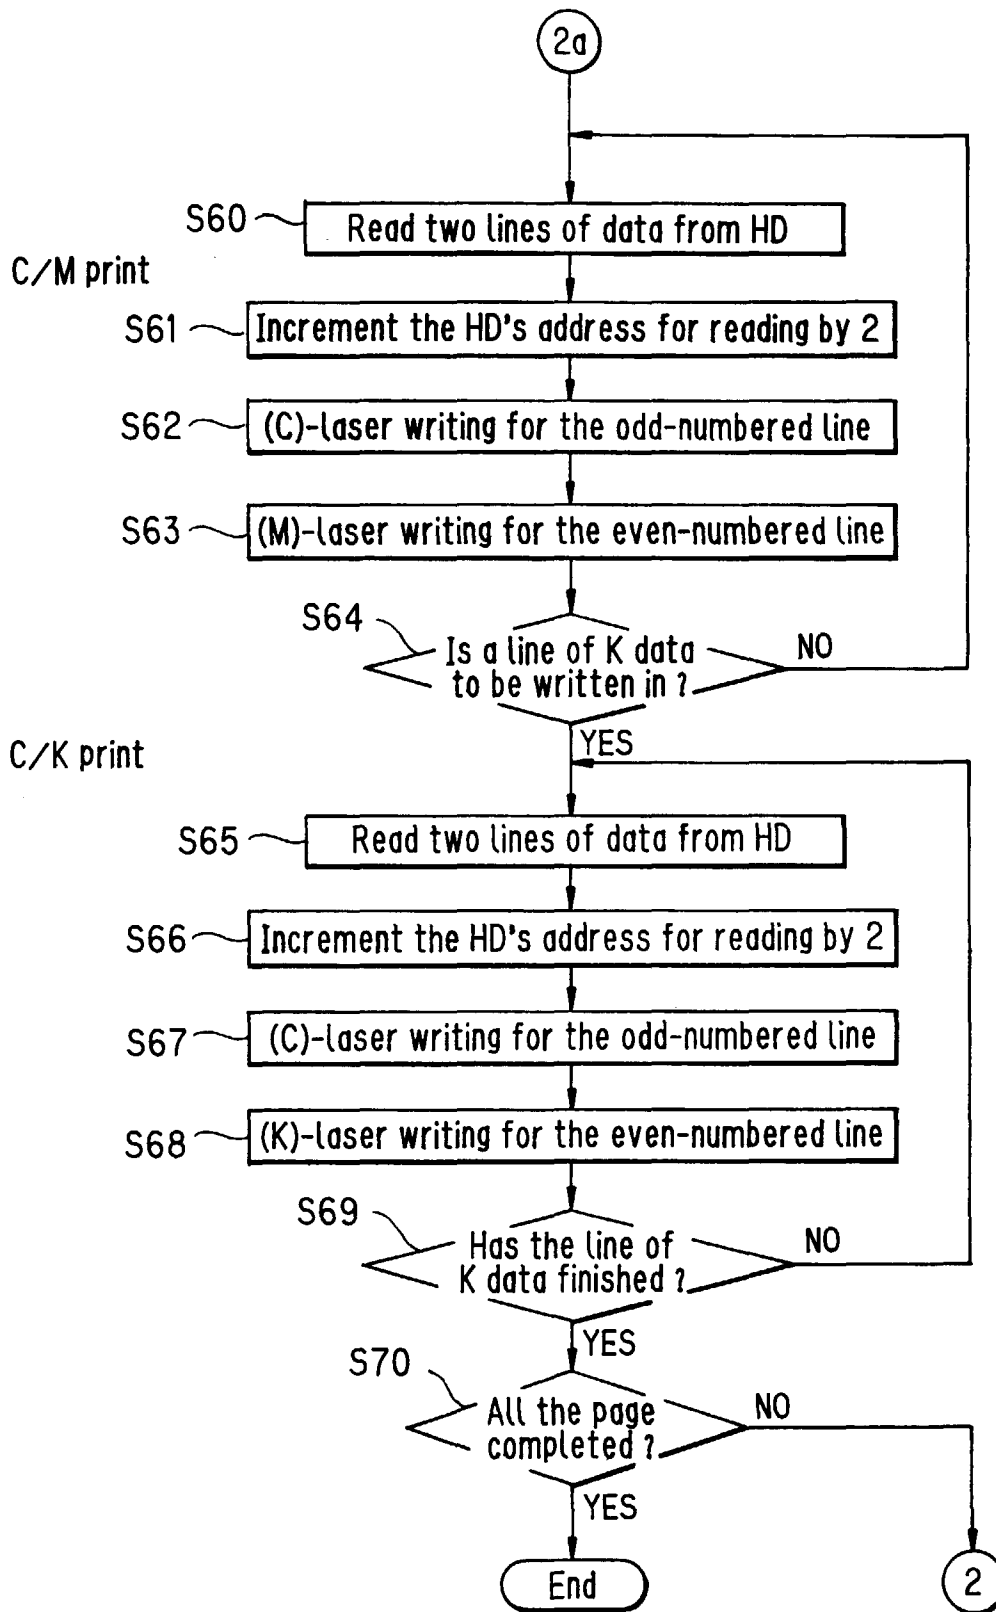 2a
S60
Read two lines of data from HD
C/M print
S61
Increment the HD's address for reading by 2
S62
(C)-laser writing for the odd-numbered line
S63
(M)-laser writing for the even-numbered line
S64
Is a line of K data
to be written in ?
NO
YES
C/K print
S65
Read two lines of data from HD
S66
Increment the HD's address for reading by 2
S67
(C)-laser writing for the odd-numbered line
S68
(K)-laser writing for the even-numbered line
S69
Has the line of
K data finished ?
NO
YES
S70
All the page
completed ?
NO
YES
End
2